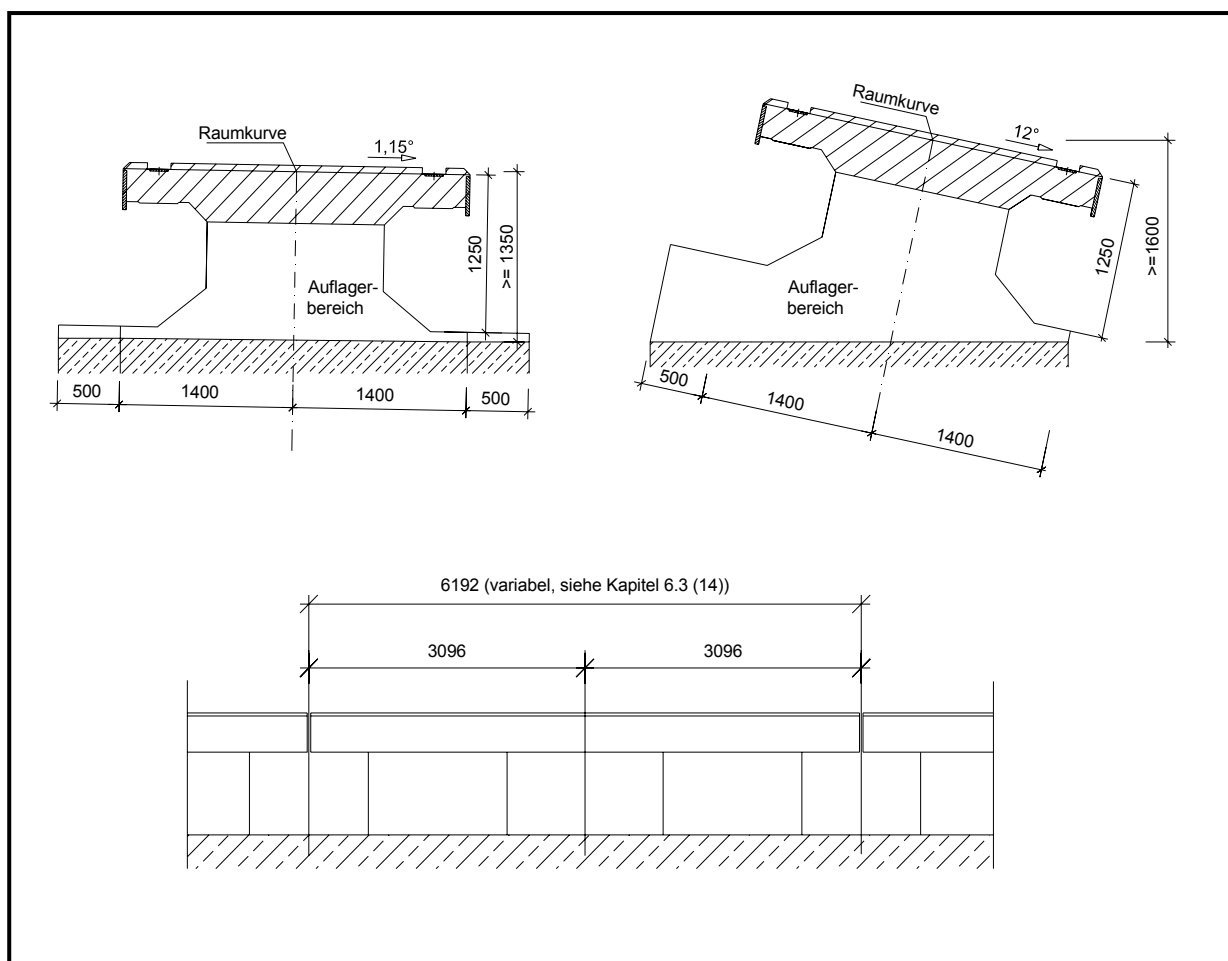 Raumkurve
1,15°
1250
>= 1350
Auflager-
bereich
500
1400
1400
500
Raumkurve
12°
>=1600
1250
Auflager-
bereich
500
1400
1400
6192 (variabel, siehe Kapitel 6.3 (14))
3096
3096